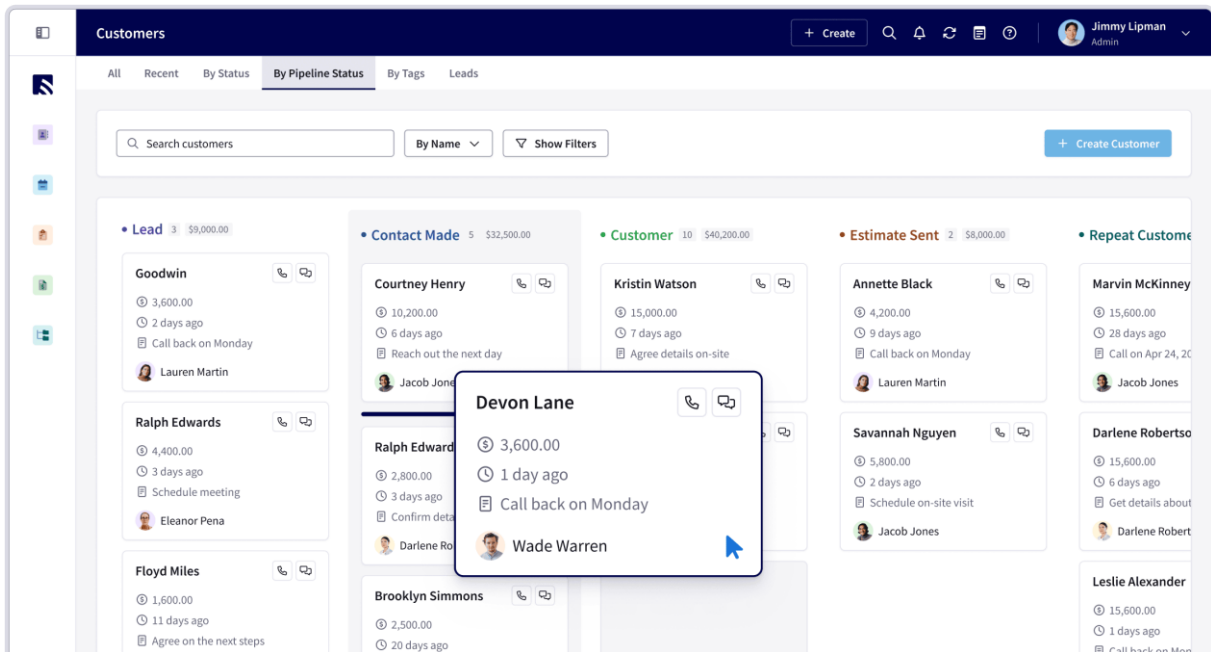 Customers
+ Create
Jimmy Lipman
Admin
All Recent By Status By Pipeline Status By Tags Leads
Search customers
By Name
Show Filters
+ Create Customer
• Lead 3 $9,000.00
Goodwin
3,600.00
2 days ago
Call back on Monday
Lauren Martin
Ralph Edwards
4,400.00
3 days ago
Schedule meeting
Eleanor Pena
Floyd Miles
1,600.00
11 days ago
Agree on the next steps
• Contact Made 5 $32,500.00
Courtney Henry
10,200.00
6 days ago
Reach out the next day
Jacob Jone
Ralph Edward
2,800.00
3 days ago
Confirm deta
Darlene Ro
Brooklyn Simmons
2,500.00
20 days ago
Devon Lane
3,600.00
1 day ago
Call back on Monday
Wade Warren
• Customer 10 $40,200.00
Kristin Watson
15,000.00
7 days ago
Agree details on-site
• Estimate Sent 2 $8,000.00
Annette Black
4,200.00
9 days ago
Call back on Monday
Lauren Martin
Savannah Nguyen
5,800.00
2 days ago
Schedule on-site visit
Jacob Jones
• Repeat Custome
Marvin McKinney
15,600.00
28 days ago
Call on Apr 24, 20
Jacob Jones
Darlene Robertso
15,600.00
6 days ago
Get details about
Darlene Robert
Leslie Alexander
15,600.00
1 days ago
Call back on Mon